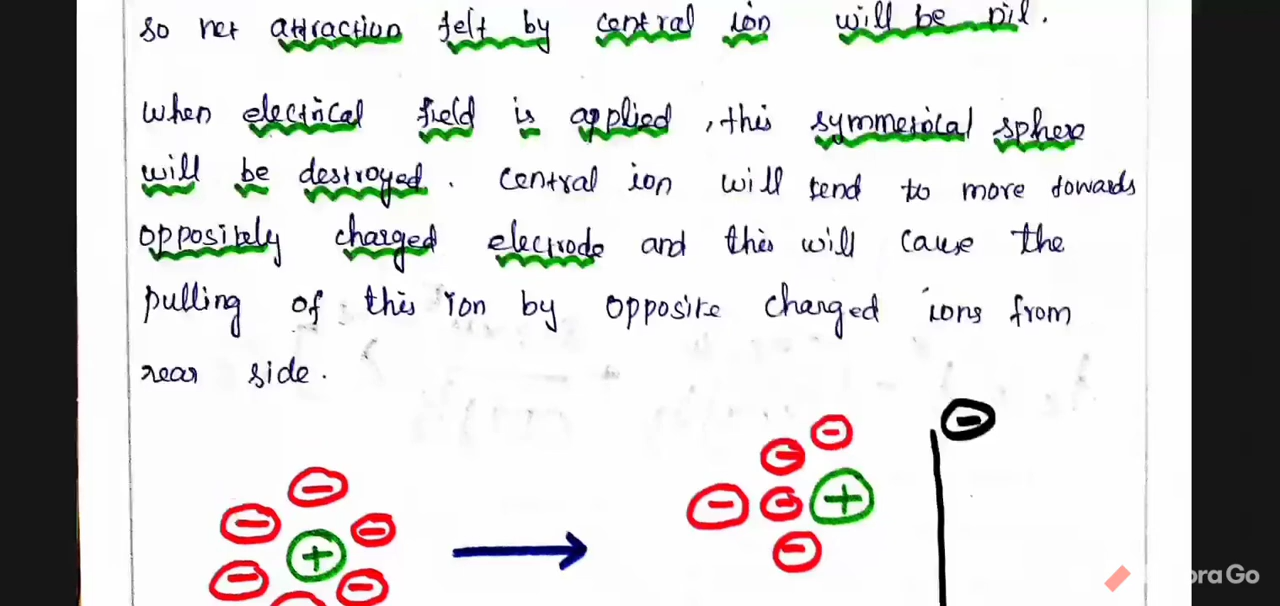 so net attraction felt by central ion will be nil.
When electrical field is applied, this symmetrical sphere
will be destroyed. Central ion will tend to more towards
oppositely charged electrode and this will cause the
pulling of this ion by opposite charged ions from
rear side.
-
- - -
- - +
- - - +
-
- -
Go